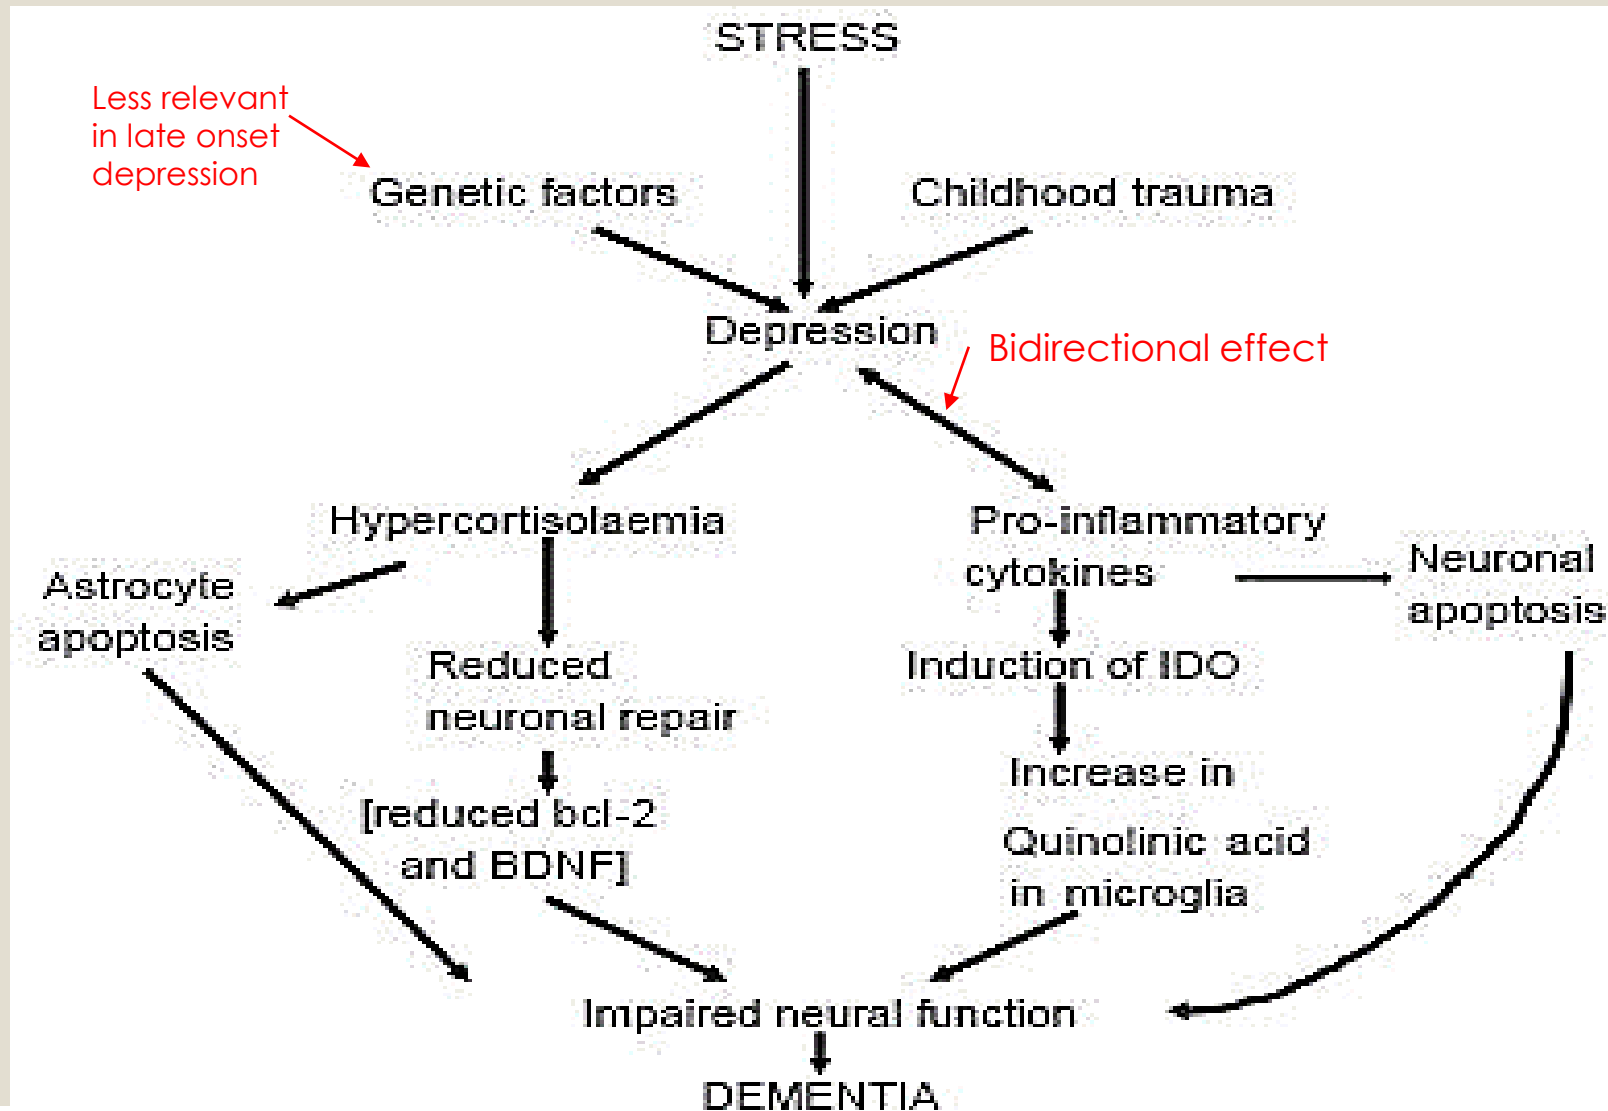 STRESS
Less relevant
in late onset
depression
Genetic factors
Childhood trauma
Depression
Bidirectional effect
Hypercortisolaemia
Pro-inflammatory
cytokines
Astrocyte
apoptosis
Neuronal
apoptosis
Reduced
neuronal repair
Induction of IDO
[reduced bcl-2
and BDNF]
Increase in
Quinolinic acid
in microglia
Impaired neural function
DEMENTIA